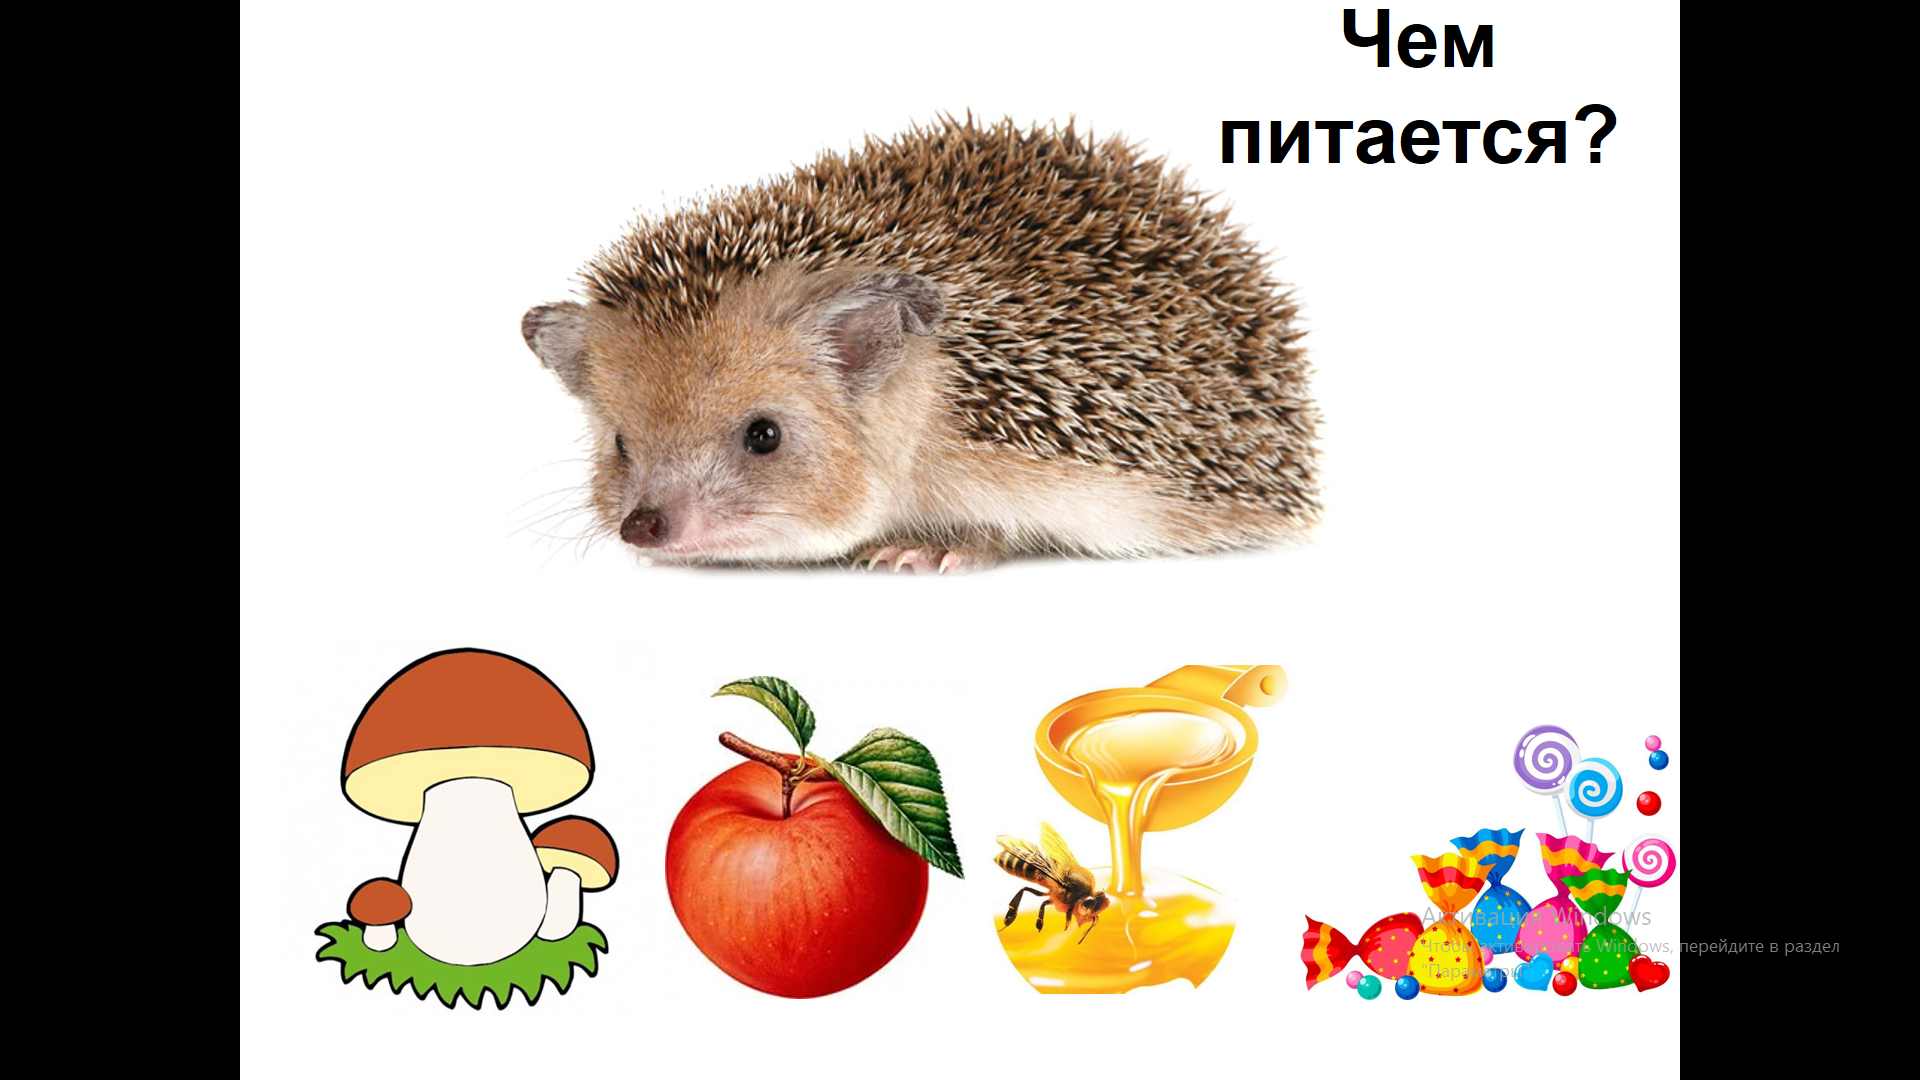 Чем
питается?
Активация Windows
Чтобы активировать Windows, перейдите в раздел
"Параметры".